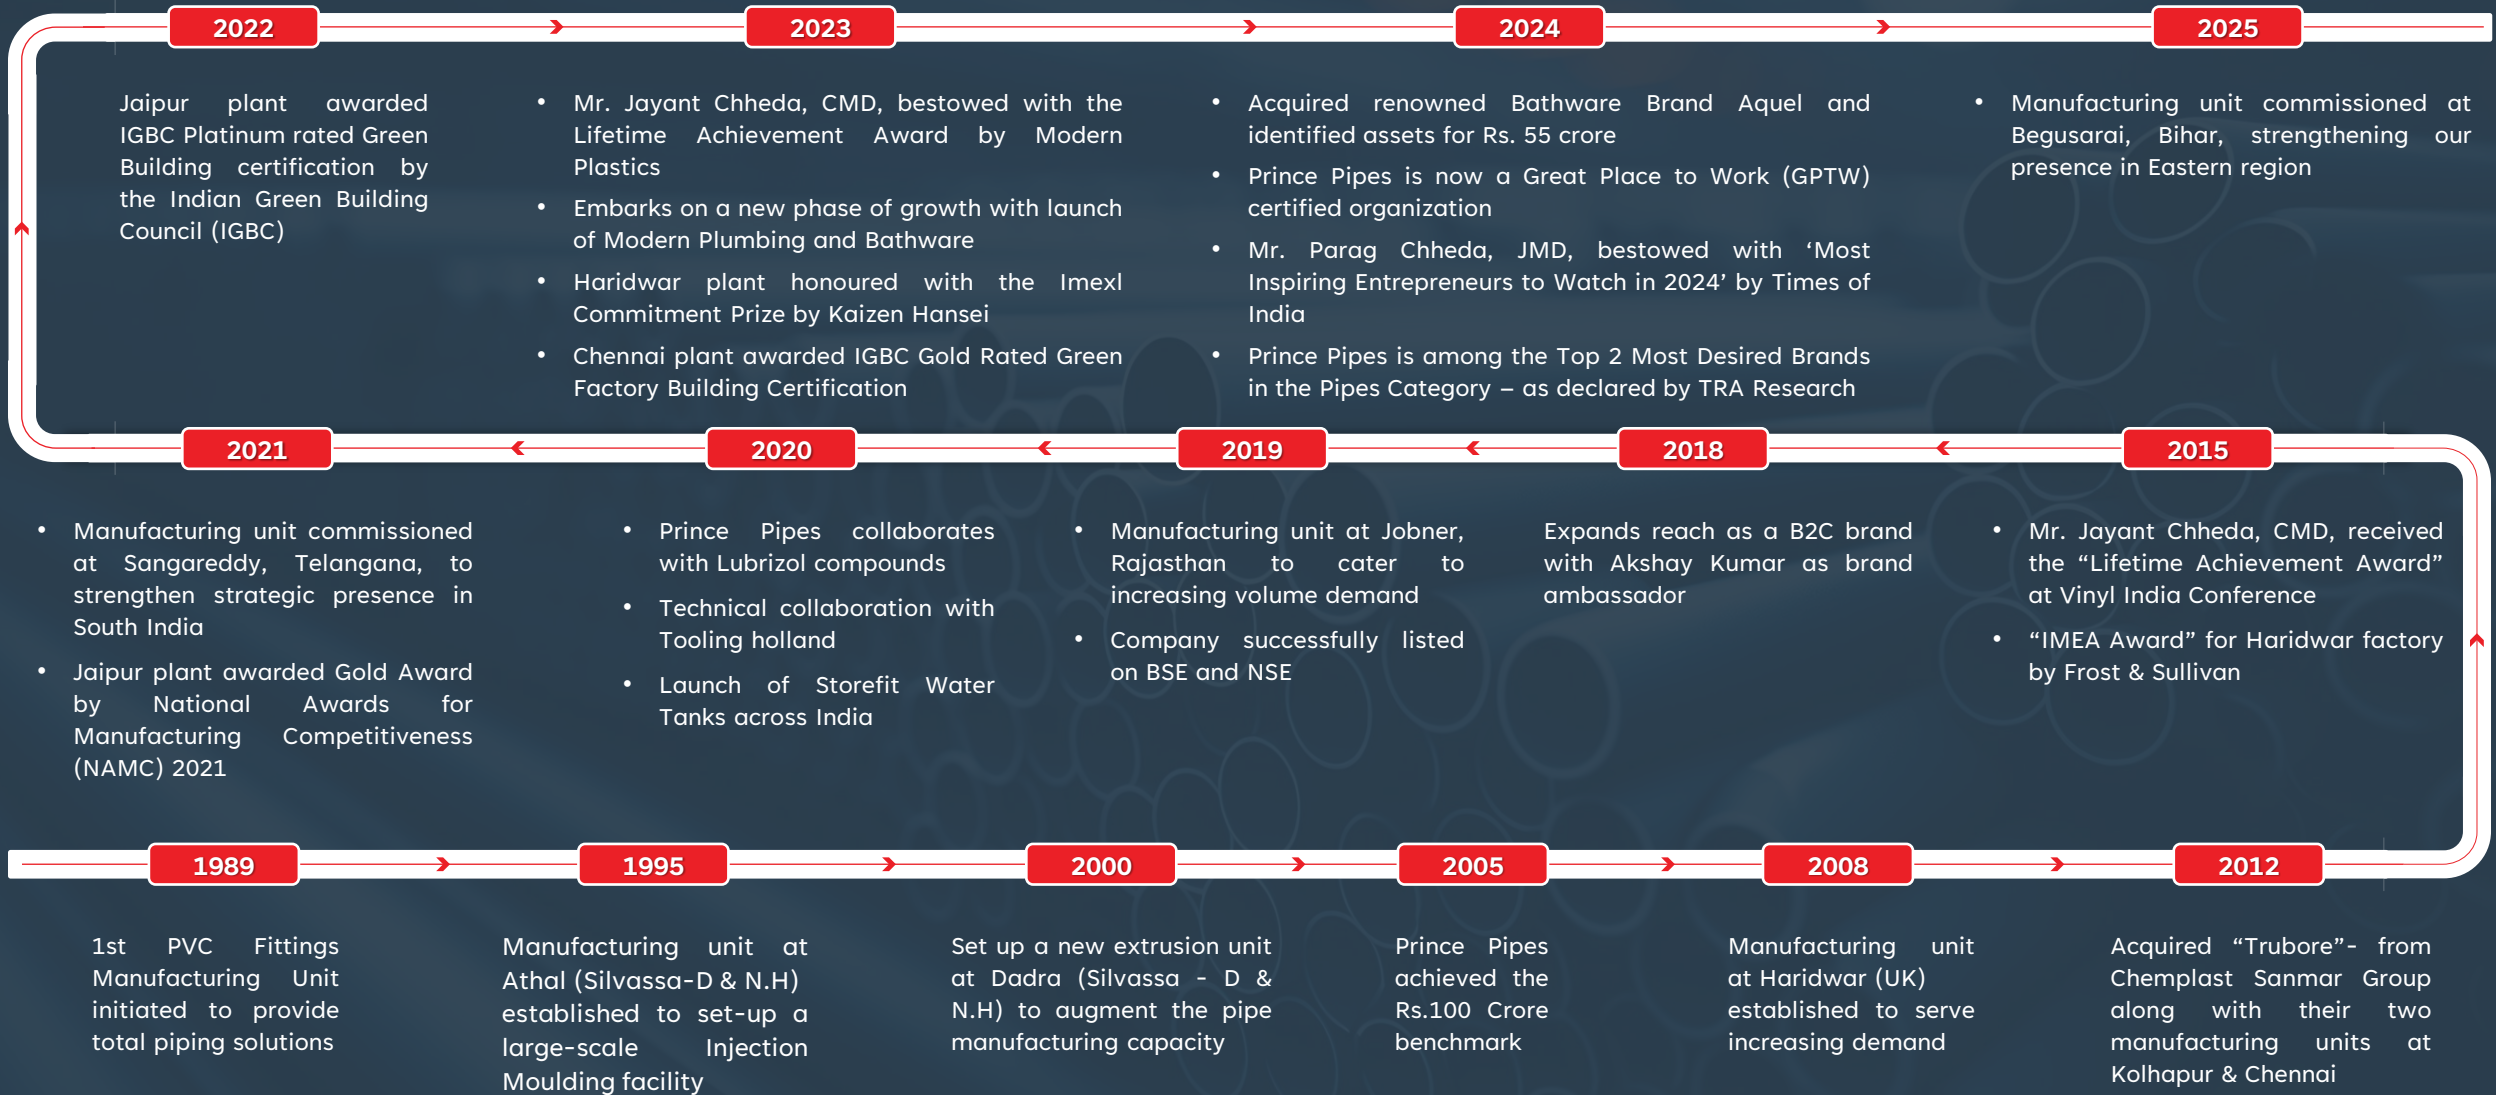 2022
Jaipur plant awarded
IGBC Platinum rated Green
Building certification by
the Indian Green Building
Council (IGBC)
2023
• Mr. Jayant Chheda, CMD, bestowed with the
Lifetime Achievement Award by Modern
Plastics
• Embarks on a new phase of growth with launch
of Modern Plumbing and Bathware
• Haridwar plant honoured with the Imexl
Commitment Prize by Kaizen Hansei
• Chennai plant awarded IGBC Gold Rated Green
Factory Building Certification
2024
• Acquired renowned Bathware Brand Aquel and
identified assets for Rs. 55 crore
• Prince Pipes is now a Great Place to Work (GPTW)
certified organization
• Mr. Parag Chheda, JMD, bestowed with ‘Most
Inspiring Entrepreneurs to Watch in 2024’ by Times of
India
• Prince Pipes is among the Top 2 Most Desired Brands
in the Pipes Category – as declared by TRA Research
2025
• Manufacturing unit commissioned at
Begusarai, Bihar, strengthening our
presence in Eastern region
2021
• Manufacturing unit commissioned
at Sangareddy, Telangana, to
strengthen strategic presence in
South India
• Jaipur plant awarded Gold Award
by National Awards for
Manufacturing Competitiveness
(NAMC) 2021
2020
• Prince Pipes collaborates
with Lubrizol compounds
• Technical collaboration with
Tooling holland
• Launch of Storefit Water
Tanks across India
2019
• Manufacturing unit at Jobner,
Rajasthan to cater to
increasing volume demand
• Company successfully listed
on BSE and NSE
2018
Expands reach as a B2C brand
with Akshay Kumar as brand
ambassador
2015
• Mr. Jayant Chheda, CMD, received
the “Lifetime Achievement Award”
at Vinyl India Conference
• “IMEA Award” for Haridwar factory
by Frost & Sullivan
1989
1st PVC Fittings
Manufacturing Unit
initiated to provide
total piping solutions
1995
Manufacturing unit at
Athal (Silvassa-D & N.H)
established to set-up a
large-scale Injection
Moulding facility
2000
Set up a new extrusion unit
at Dadra (Silvassa - D &
N.H) to augment the pipe
manufacturing capacity
2005
Prince Pipes
achieved the
Rs.100 Crore
benchmark
2008
Manufacturing unit
at Haridwar (UK)
established to serve
increasing demand
2012
Acquired “Trubore”- from
Chemplast Sanmar Group
along with their two
manufacturing units at
Kolhapur & Chennai